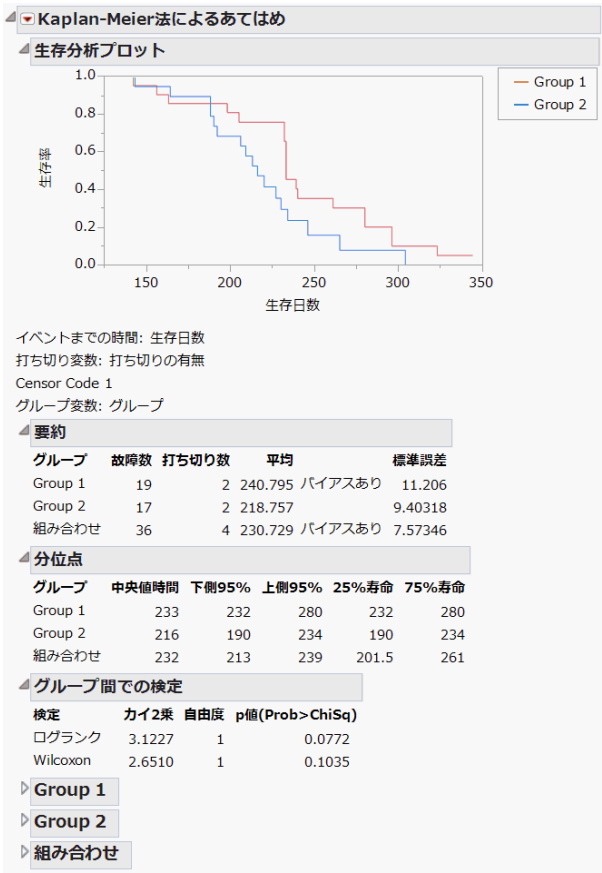 Kaplan-Meier法によるあてはめ
生存分析プロット
1.0
0.8
0.6
0.4
0.2
0.0
生存率
150 200 250 300 350
生存日数
Group 1
Group 2
イベントまでの時間: 生存日数
打ち切り変数: 打ち切りの有無
Censor Code 1
グループ変数: グループ
要約
グループ 故障数 打ち切り数 平均 標準誤差
Group 1 19 2 240.795 バイアスあり 11.206
Group 2 17 2 218.757 9.40318
組み合わせ 36 4 230.729 バイアスあり 7.57346
分位点
グループ 中央値時間 下側95% 上側95% 25%寿命 75%寿命
Group 1 233 232 280 232 280
Group 2 216 190 234 190 234
組み合わせ 232 213 239 201.5 261
グループ間での検定
検定 カイ2乗 自由度 p値(Prob>ChiSq)
ログランク 3.1227 1 0.0772
Wilcoxon 2.6510 1 0.1035
Group 1
Group 2
組み合わせ